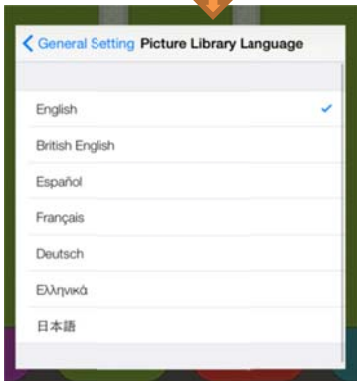 General Setting Picture Library Language
English
British English
Español
Français
Deutsch
Ελληνικά
日本語